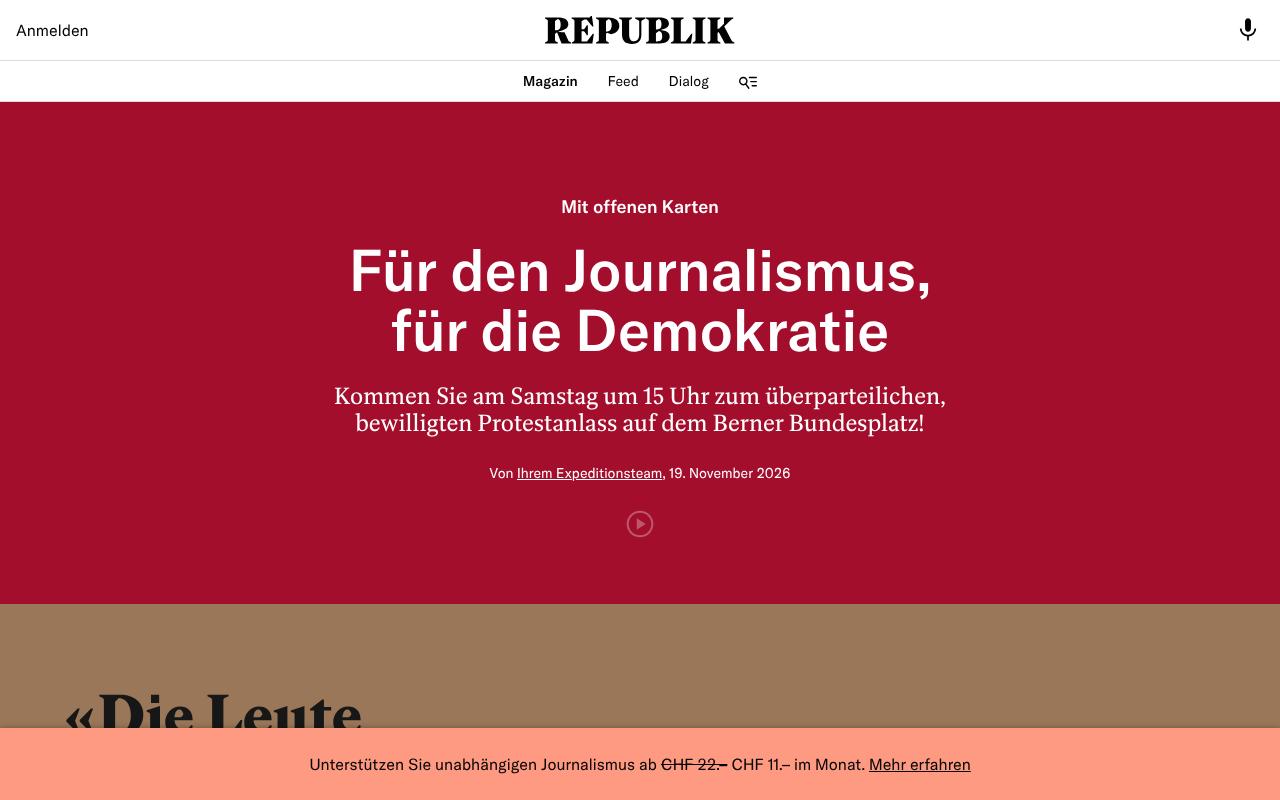 Anmelden
REPUBLIK
Magazin
Feed
Dialog
Mit offenen Karten
Für den Journalismus,
für die Demokratie
Kommen Sie am Samstag um 15 Uhr zum überparteilichen,
bewilligten Protestanlass auf dem Berner Bundesplatz!
Von Ihrem Expeditionsteam, 19. November 2026
«Die Leute
Unterstützen Sie unabhängigen Journalismus ab CHF 22.– CHF 11.– im Monat. Mehr erfahren